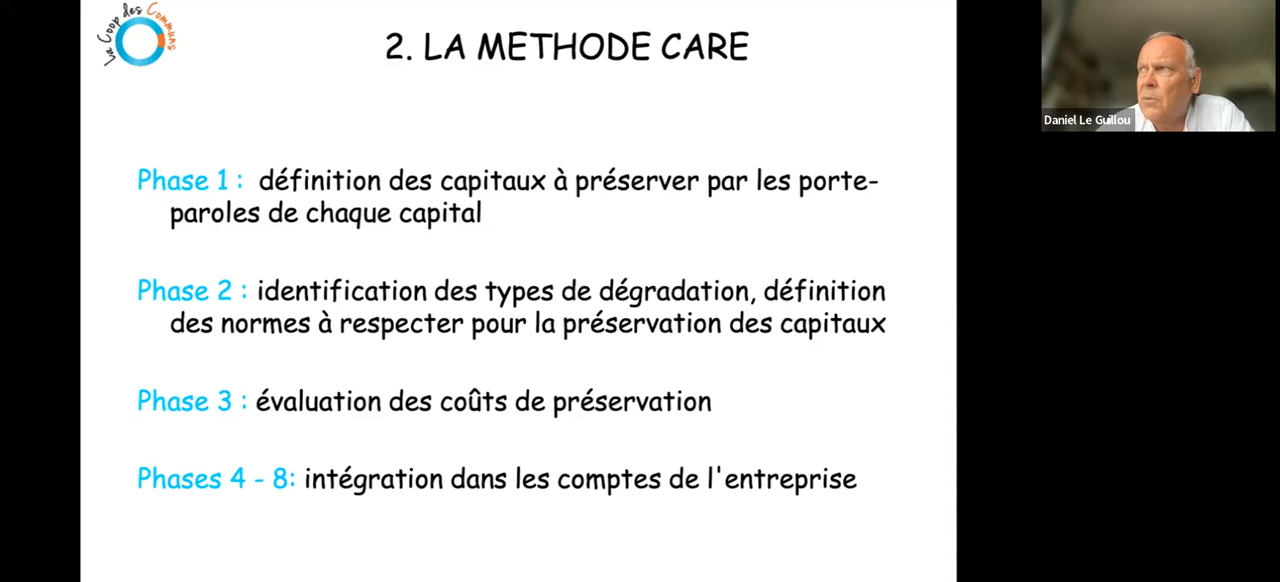 La Coop des Communs
2. LA METHODE CARE
Daniel Le Guillou
Phase 1 : définition des capitaux à préserver par les porte-
paroles de chaque capital
Phase 2 : identification des types de dégradation, définition
des normes à respecter pour la préservation des capitaux
Phase 3 : évaluation des coûts de préservation
Phases 4 - 8: intégration dans les comptes de l'entreprise